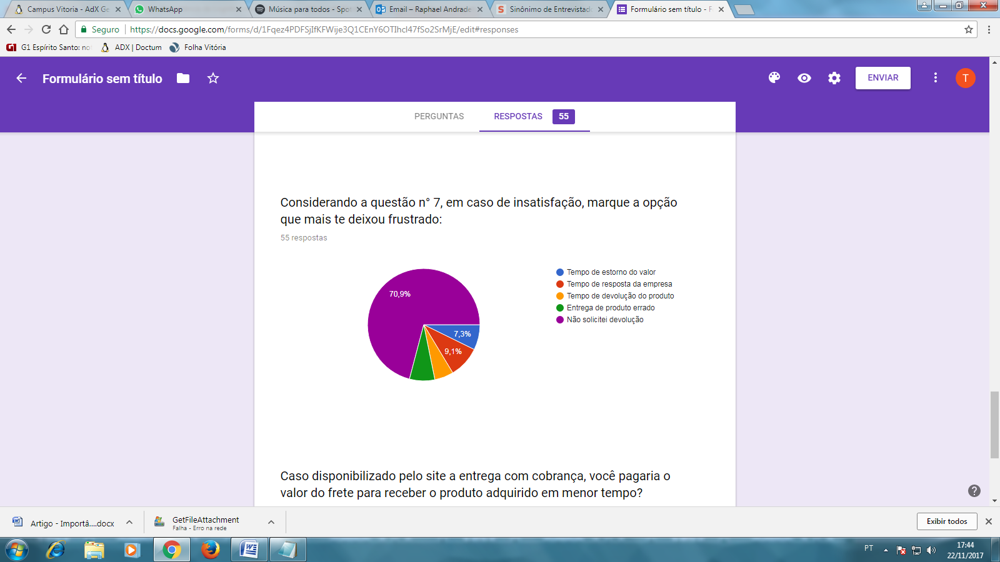 Campus Vitoria - AdX Ge
WhatsApp
Música para todos - Spo
Email – Raphael Andrade
Sinônimo de Entrevistad
Formulário sem título - F
Seguro
https://docs.google.com/forms/d/1Fqez4PDFSjIfKFWije3Q1CEnY6OTIhcl47fSo2SrMjE/edit#responses
G1 Espírito Santo: no
ADX | Doctum
Folha Vitória
Formulário sem título
ENVIAR
T
PERGUNTAS
RESPOSTAS 55
Considerando a questão n° 7, em caso de insatisfação, marque a opção
que mais te deixou frustrado:
55 respostas
70,9%
7,3%
9,1%
Tempo de estorno do valor
Tempo de resposta da empresa
Tempo de devolução do produto
Entrega de produto errado
Não solicitei devolução
Caso disponibilizado pelo site a entrega com cobrança, você pagaria o
valor do frete para receber o produto adquirido em menor tempo?
Artigo - Importâ....docx
GetFileAttachment
Falha - Erro na rede
Exibir todos
PT
17:44
22/11/2017